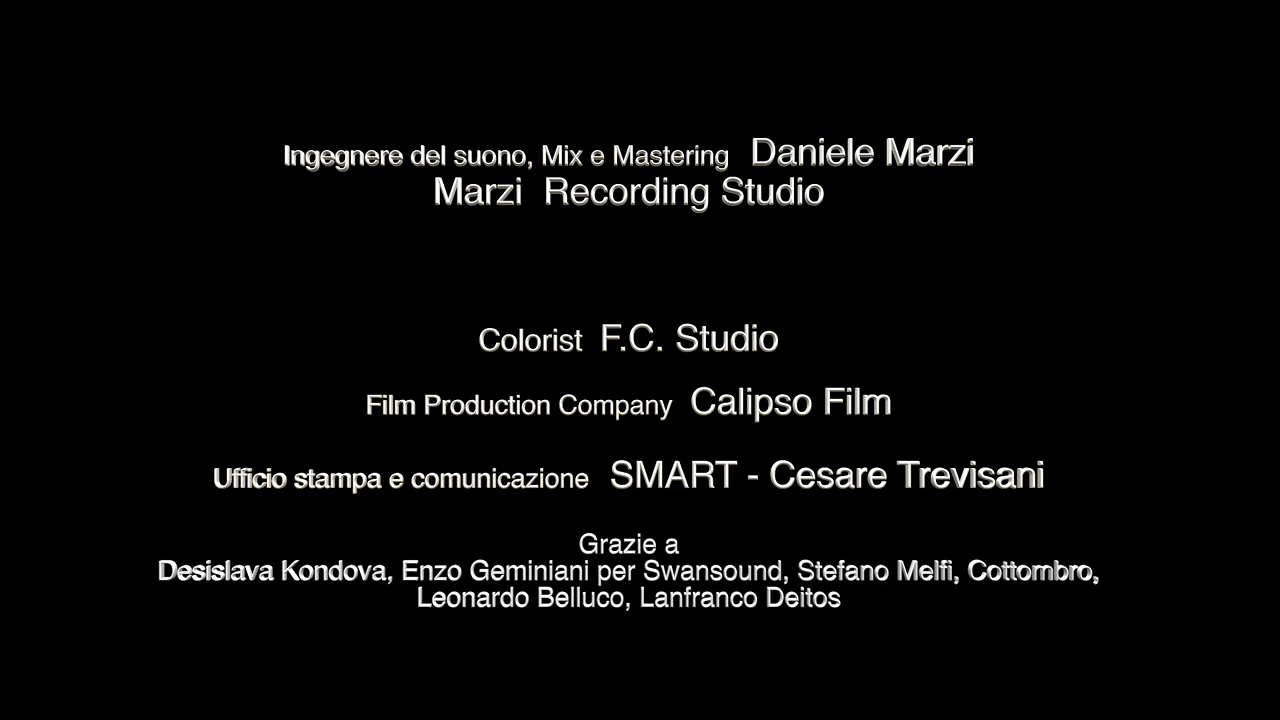 Ingegnere del suono, Mix e Mastering Daniele Marzi
Marzi Recording Studio
Colorist F.C. Studio
Film Production Company Calipso Film
Ufficio stampa e comunicazione SMART - Cesare Trevisani
Grazie a
Desislava Kondova, Enzo Geminiani per Swansound, Stefano Melfi, Cottombro,
Leonardo Belluco, Lanfranco Deitos